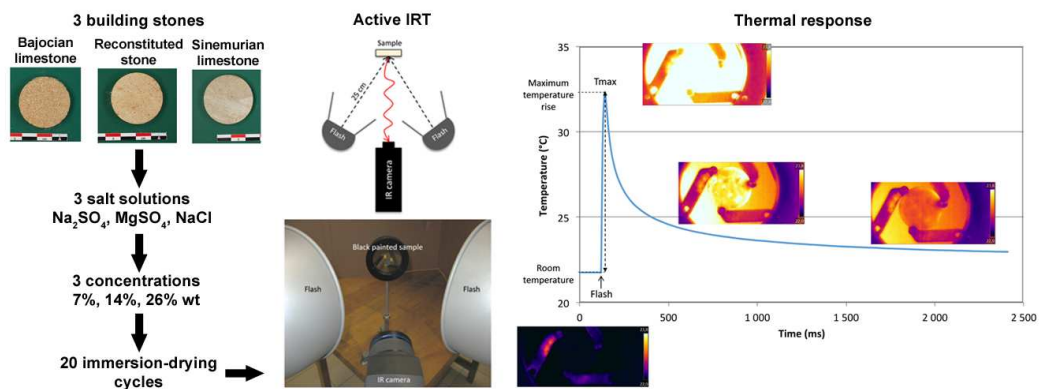 3 building stones
Bajocian
limestone
Reconstituted
stone
Sinemurian
limestone
3 salt solutions
Na₂SO₄, MgSO₄, NaCl
3 concentrations
7%, 14%, 26% wt
20 immersion-drying
cycles
Active IRT
Sample
25 cm
Flash
Flash
IR camera
Black painted sample
Flash
Flash
IR camera
Thermal response
35
Maximum
temperature
rise
Tmax
30
Temperature (°C)
25
Room
temperature
Flash
20
0
500
1 000
1 500
2 000
2 500
Time (ms)